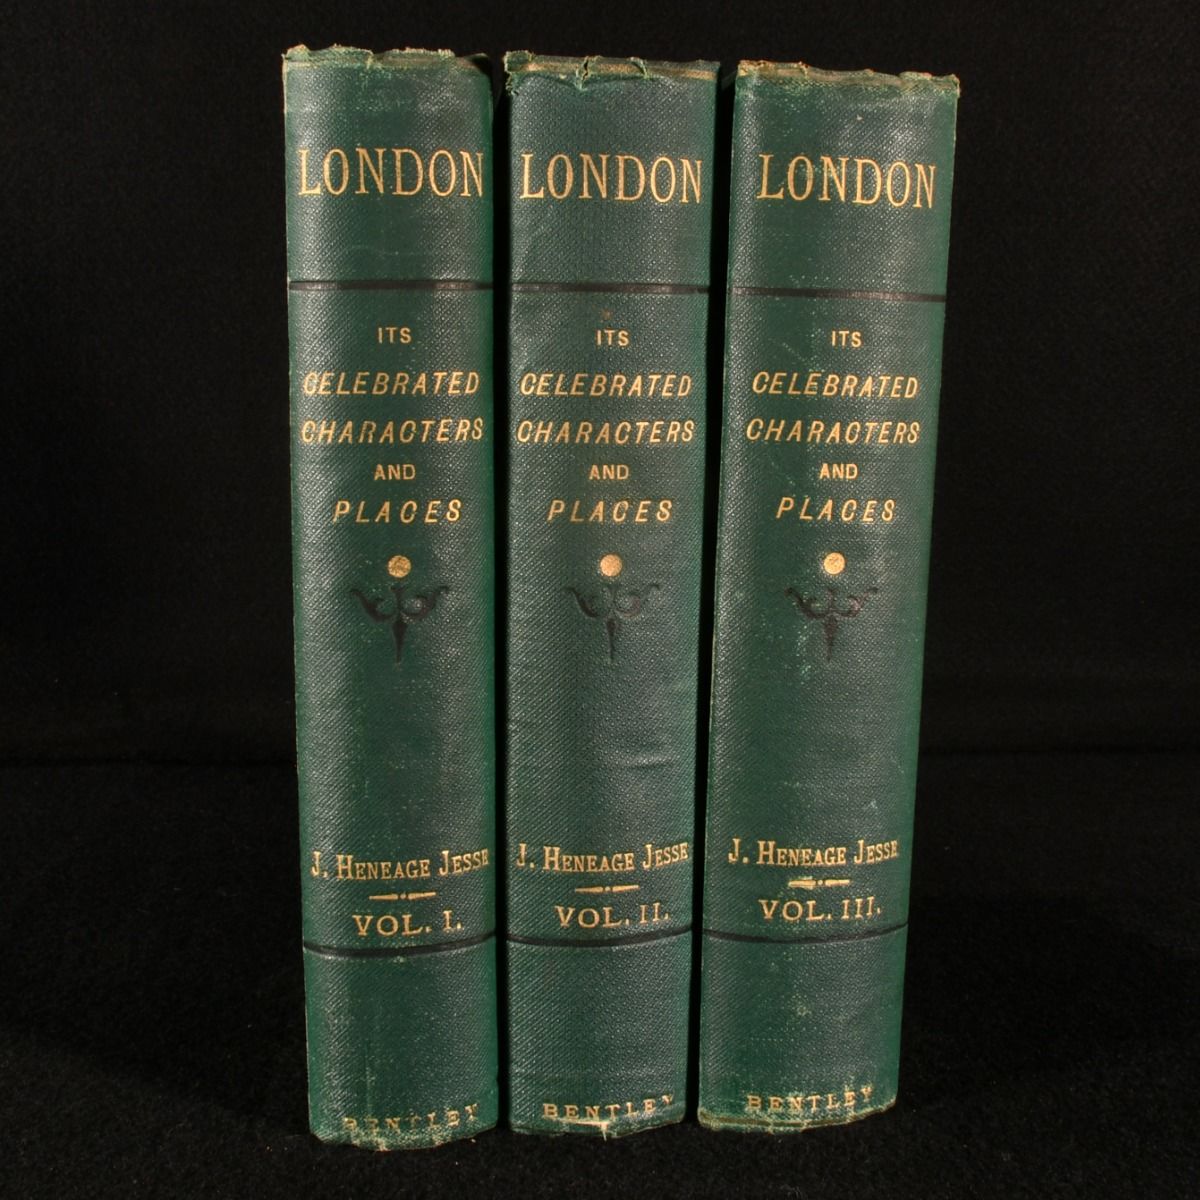 LONDON
ITS
CELEBRATED
CHARACTERS
AND
PLACES
J. HENEAGE JESSE
VOL. I.
BENTLEY
LONDON
ITS
CELEBRATED
CHARACTERS
AND
PLACES
J. HENEAGE JESSE
VOL. II.
BENTLEY
LONDON
ITS
CELEBRATED
CHARACTERS
AND
PLACES
J. HENEAGE JESSE
VOL. III.
BENTLEY